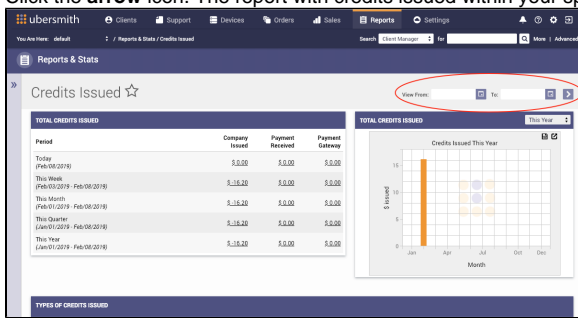 Click the arrow icon. The report with credits issued within your sp
ubersmith Clients Support Devices Orders Sales Reports Settings
You Are Here: default / Reports & Stats / Credits Issued Search Client Manager for More | Advanced
Reports & Stats
» Credits Issued View From: To:
TOTAL CREDITS ISSUED
Period Company Issued Payment Received Payment Gateway
Today $ 0.00 $ 0.00 $ 0.00
(Feb/08/2019)
This Week $ -16.20 $ 0.00 $ 0.00
(Feb/03/2019 - Feb/08/2019)
This Month $ -16.20 $ 0.00 $ 0.00
(Feb/01/2019 - Feb/08/2019)
This Quarter $ -16.20 $ 0.00 $ 0.00
(Jan/01/2019 - Feb/08/2019)
This Year $ -16.20 $ 0.00 $ 0.00
(Jan/01/2019 - Feb/08/2019)
TOTAL CREDITS ISSUED This Year
Credits Issued This Year
$ issued
15
10
5
0
Jan Apr Jul Oct Dec
Month
TYPES OF CREDITS ISSUED